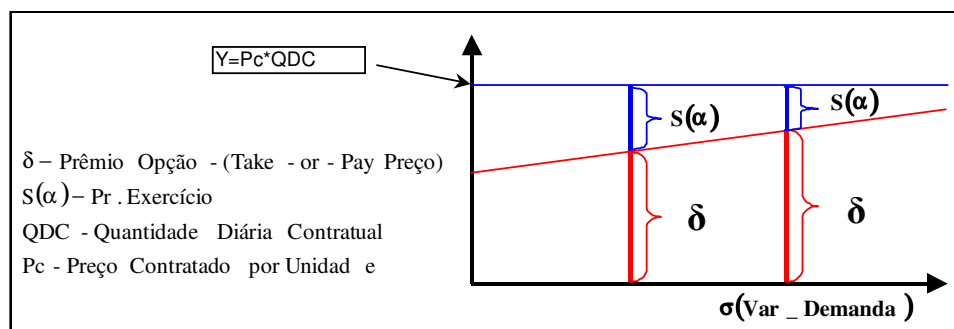 Y=Pc*QDC
S(α)
S(α)
δ – Prêmio Opção - (Take - or - Pay Preço)
S(α) – Pr . Exercício
QDC - Quantidade Diária Contratual
Pc - Preço Contratado por Unidad e
δ
δ
σ(Var _ Demanda )